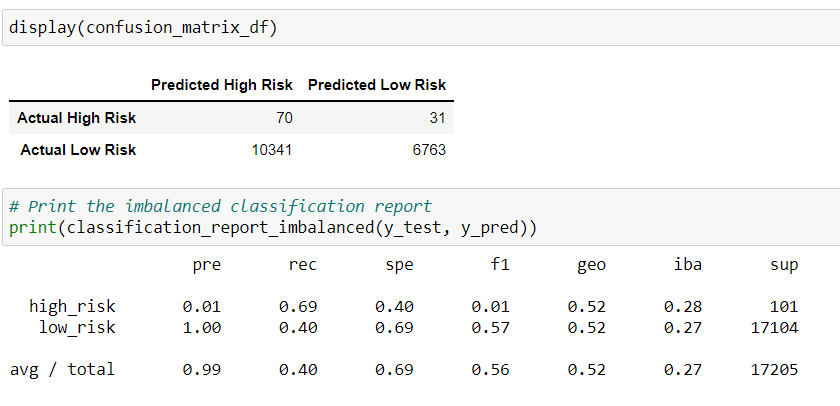 display(confusion_matrix_df)
Predicted High Risk Predicted Low Risk
Actual High Risk 70 31
Actual Low Risk 10341 6763
# Print the imbalanced classification report
print(classification_report_imbalanced(y_test, y_pred))
pre rec spe f1 geo iba sup
high_risk 0.01 0.69 0.40 0.01 0.52 0.28 101
low_risk 1.00 0.40 0.69 0.57 0.52 0.27 17104
avg / total 0.99 0.40 0.69 0.56 0.52 0.27 17205